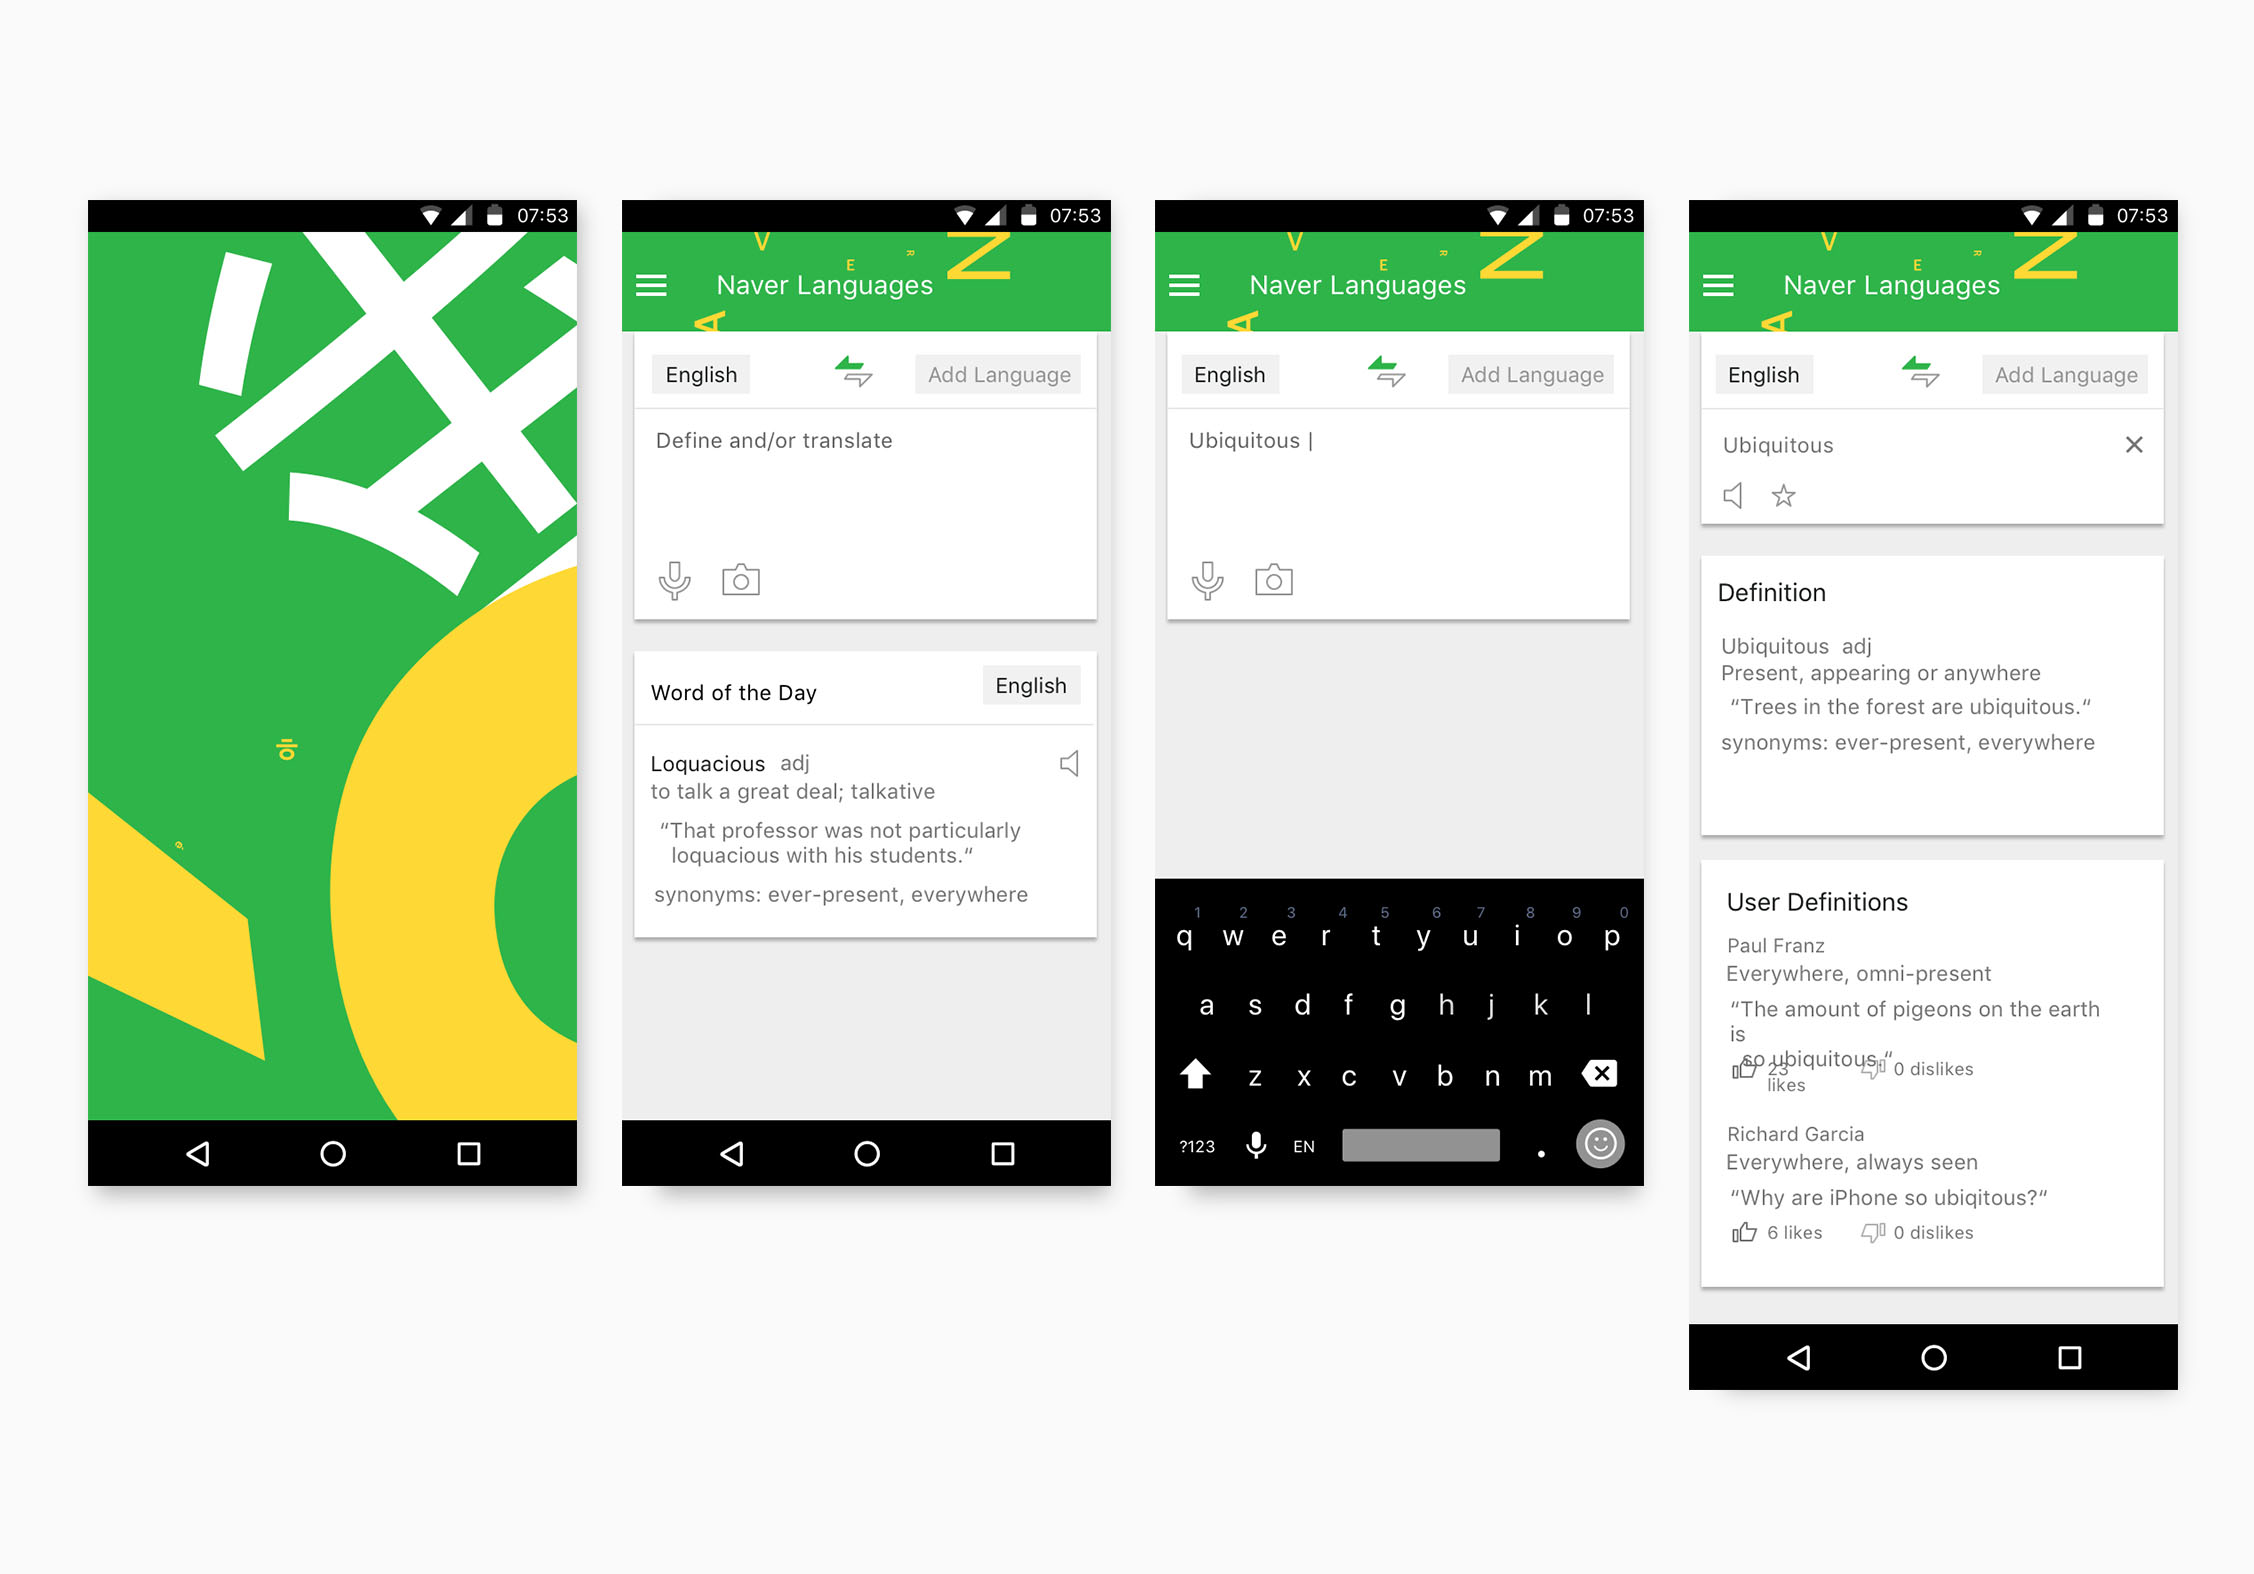 07:53
으
07:53
V
E
R
N
Naver Languages
A
English
Add Language
Define and/or translate
Word of the Day
English
Loquacious adj
to talk a great deal; talkative
“That professor was not particularly
loquacious with his students.“
synonyms: ever-present, everywhere
07:53
V
E
R
N
Naver Languages
A
English
Add Language
Ubiquitous |
1 2 3 4 5 6 7 8 9 0
q w e r t y u i o p
a s d f g h j k l
z x c v b n m
?123 EN .
07:53
V
E
R
N
Naver Languages
A
English
Add Language
Ubiquitous
Definition
Ubiquitous adj
Present, appearing or anywhere
“Trees in the forest are ubiquitous.“
synonyms: ever-present, everywhere
User Definitions
Paul Franz
Everywhere, omni-present
“The amount of pigeons on the earth
is
so ubiquitous.“
23
likes
0 dislikes
Richard Garcia
Everywhere, always seen
“Why are iPhone so ubiqitous?“
6 likes
0 dislikes